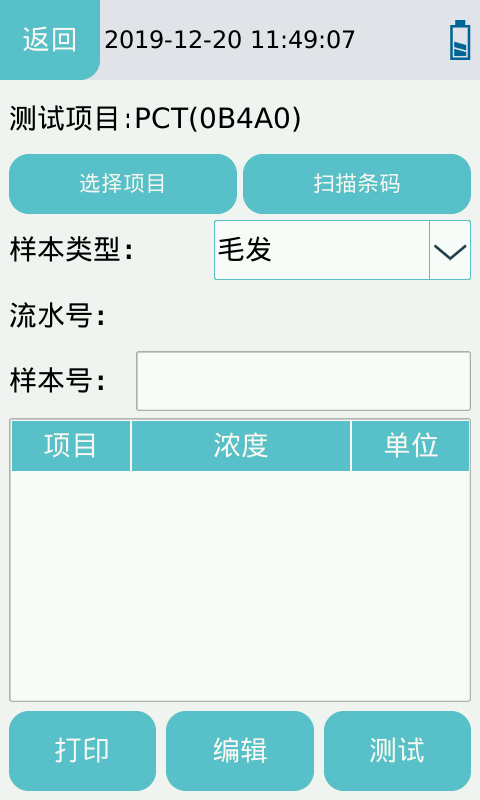 返回 2019-12-20 11:49:07
测试项目:PCT(0B4A0)
选择项目 扫描条码
样本类型: 毛发
流水号:
样本号:
项目 浓度 单位
打印 编辑 测试